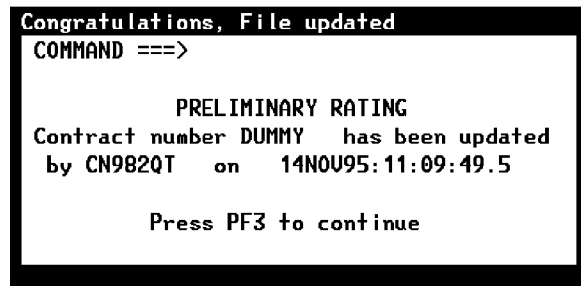 Congratulations, File updated
COMMAND ===>
PRELIMINARY RATING
Contract number DUMMY has been updated
by CN982QT on 14NOV95:11:09:49.5
Press PF3 to continue